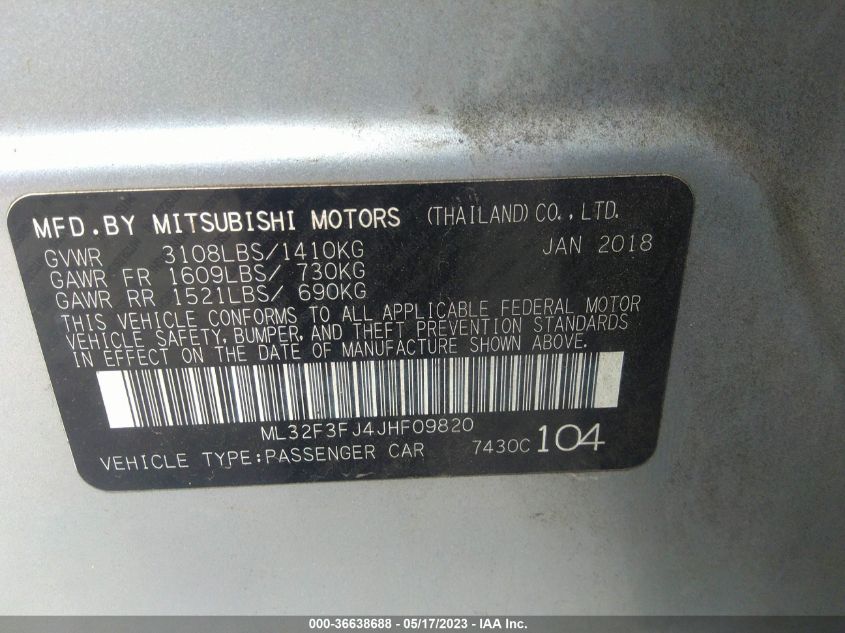 MFD.BY MITSUBISHI MOTORS (THAILAND)CO.,LTD.
GVWR 3108LBS/1410KG JAN 2018
GAWR FR 1609LBS/ 730KG
GAWR RR 1521LBS/ 690KG
THIS VEHICLE CONFORMS TO ALL APPLICABLE FEDERAL MOTOR
VEHICLE SAFETY, BUMPER, AND THEFT PREVENTION STANDARDS
IN EFFECT ON THE DATE OF MANUFACTURE SHOWN ABOVE.
ML32F3FJ4JHF09820
VEHICLE TYPE:PASSENGER CAR 7430C 104
000-36638688 - 05/17/2023 - IAA Inc.